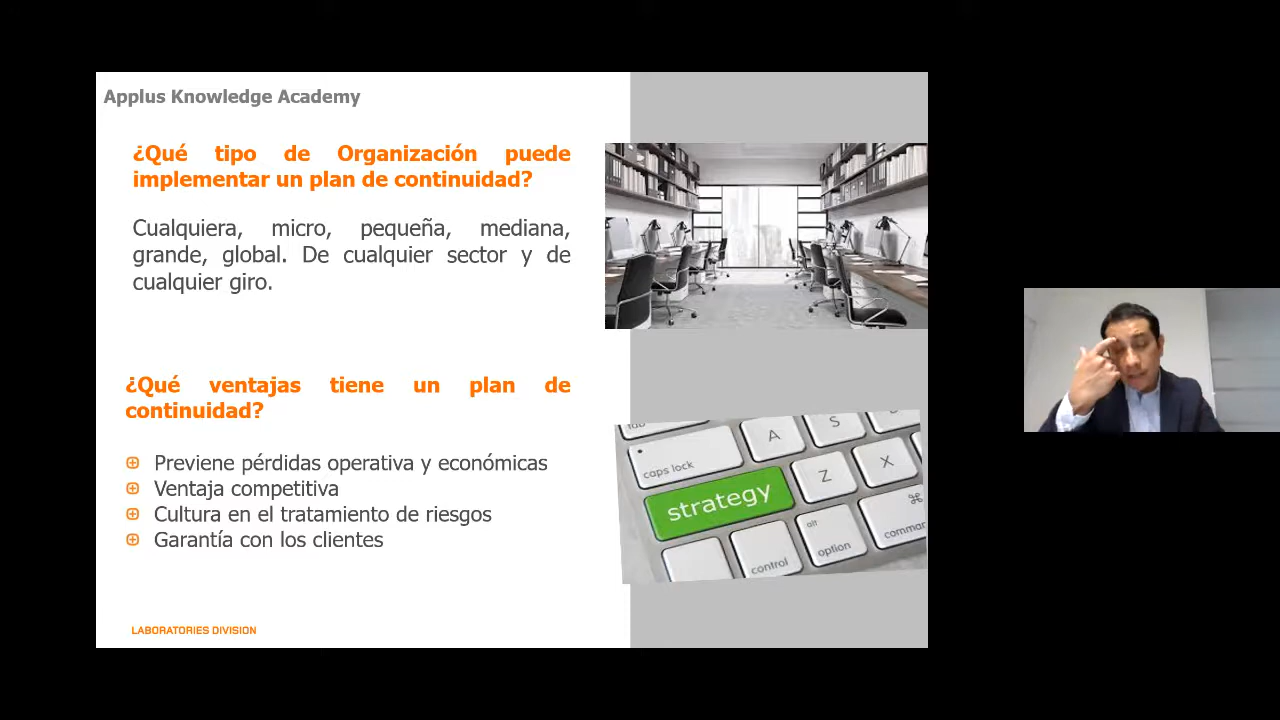 Applus Knowledge Academy
¿Qué tipo de Organización puede
implementar un plan de continuidad?
Cualquiera, micro, pequeña, mediana,
grande, global. De cualquier sector y de
cualquier giro.
¿Qué ventajas tiene un plan de
continuidad?
Previene pérdidas operativa y económicas
Ventaja competitiva
Cultura en el tratamiento de riesgos
Garantía con los clientes
tab
A
S
caps lock
strategy
Z
X
alt
option
control
⌘
comman
LABORATORIES DIVISION